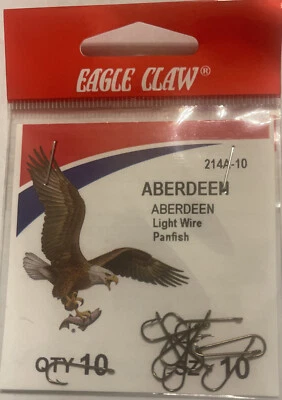 EAGLE CLAW®
214A-10
ABERDEEN
ABERDEEN
Light Wire
Panfish
QTY 10 SZ 10